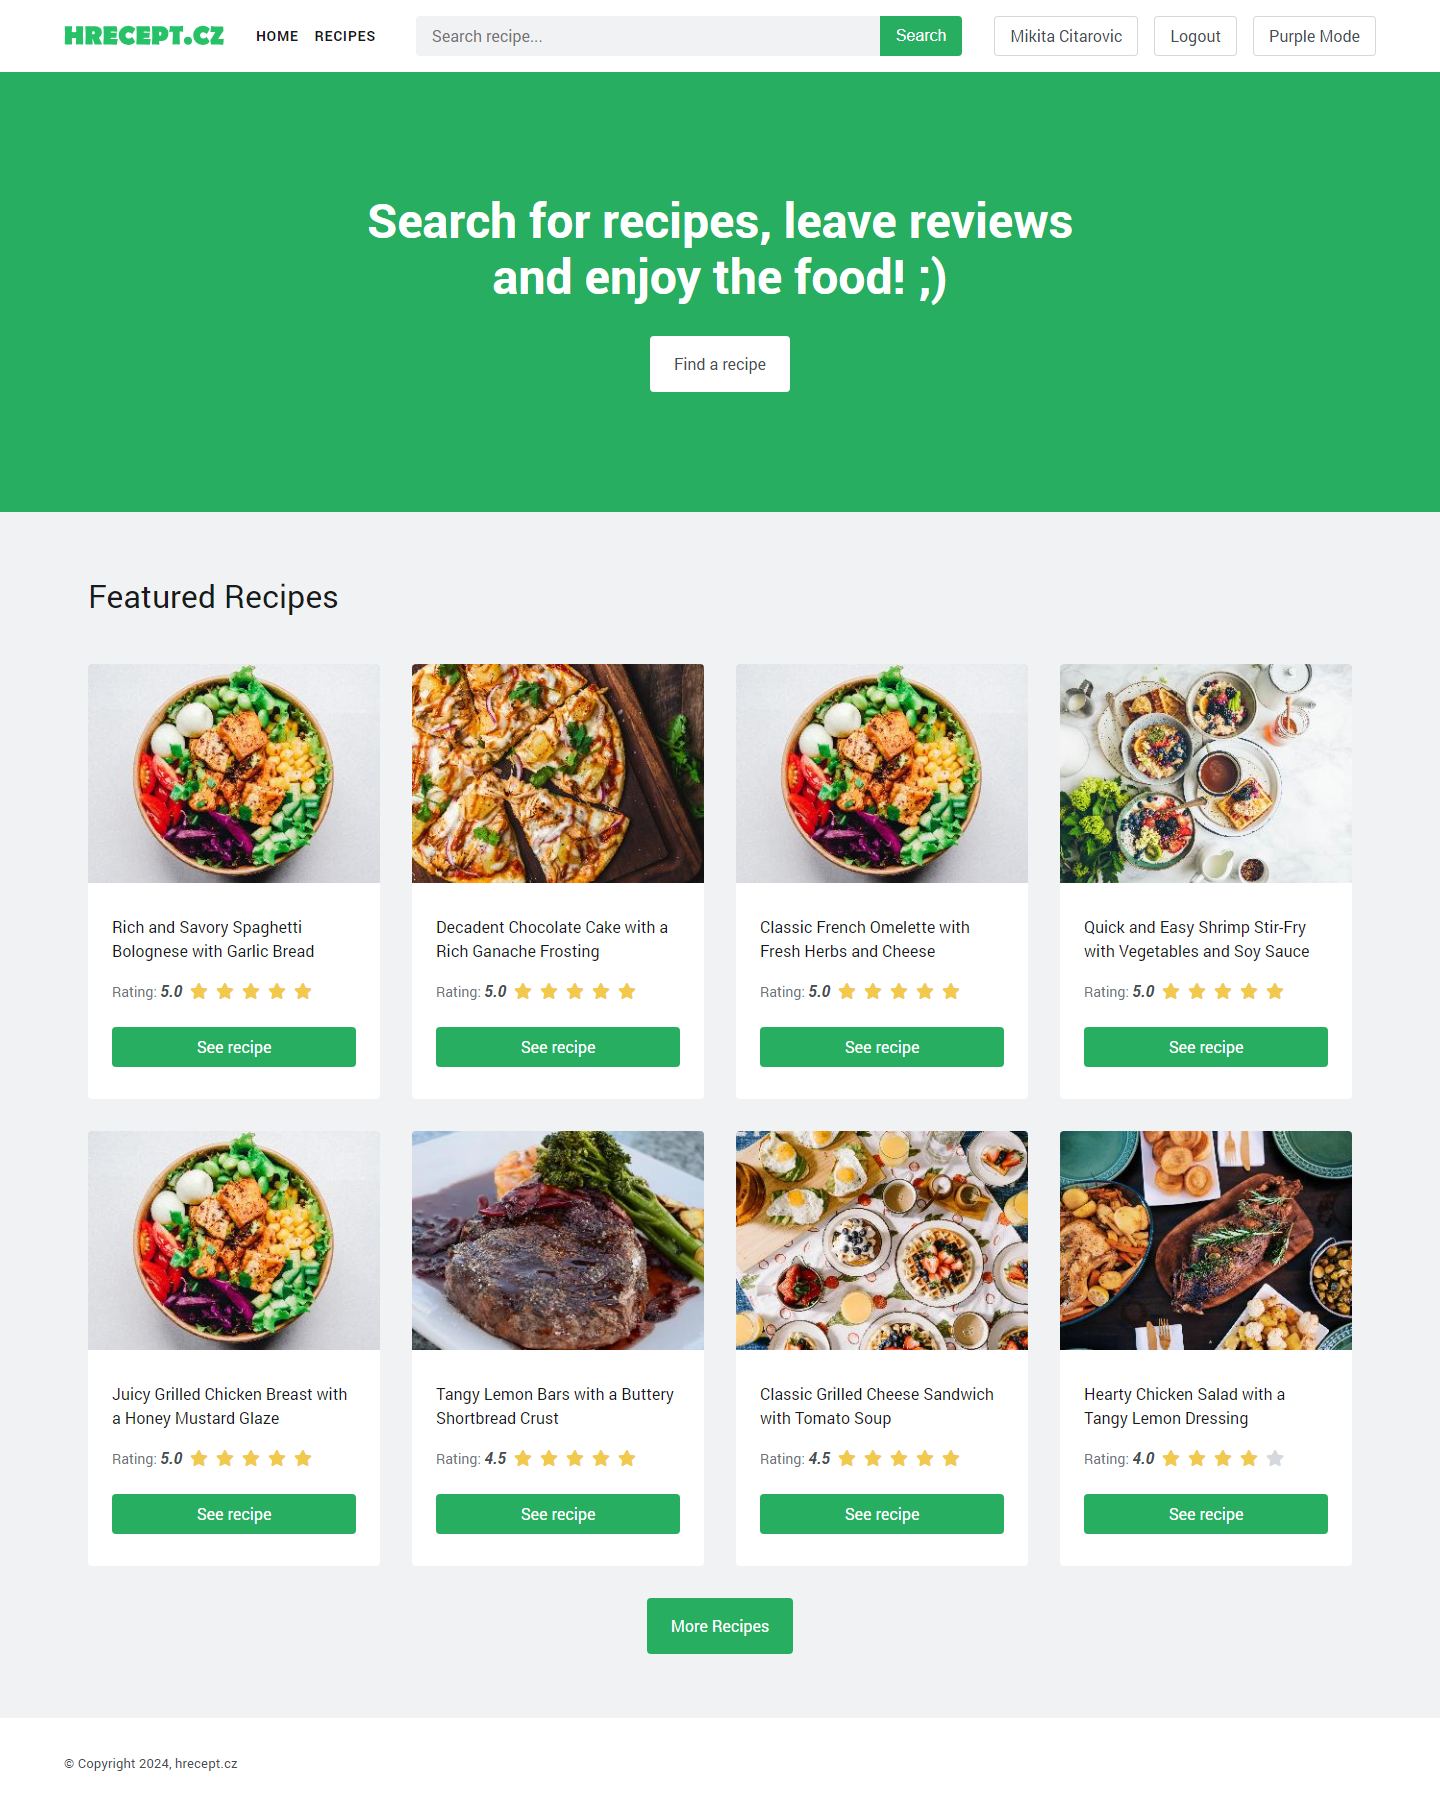 HRECEPT.CZ HOME RECIPES Search recipe... Search Mikita Citarovic Logout Purple Mode
Search for recipes, leave reviews
and enjoy the food! ;)
Find a recipe
Featured Recipes
Rich and Savory Spaghetti
Bolognese with Garlic Bread
Rating: 5.0
See recipe
Decadent Chocolate Cake with a
Rich Ganache Frosting
Rating: 5.0
See recipe
Classic French Omelette with
Fresh Herbs and Cheese
Rating: 5.0
See recipe
Quick and Easy Shrimp Stir-Fry
with Vegetables and Soy Sauce
Rating: 5.0
See recipe
Juicy Grilled Chicken Breast with
a Honey Mustard Glaze
Rating: 5.0
See recipe
Tangy Lemon Bars with a Buttery
Shortbread Crust
Rating: 4.5
See recipe
Classic Grilled Cheese Sandwich
with Tomato Soup
Rating: 4.5
See recipe
Hearty Chicken Salad with a
Tangy Lemon Dressing
Rating: 4.0
See recipe
More Recipes
© Copyright 2024, hrecept.cz